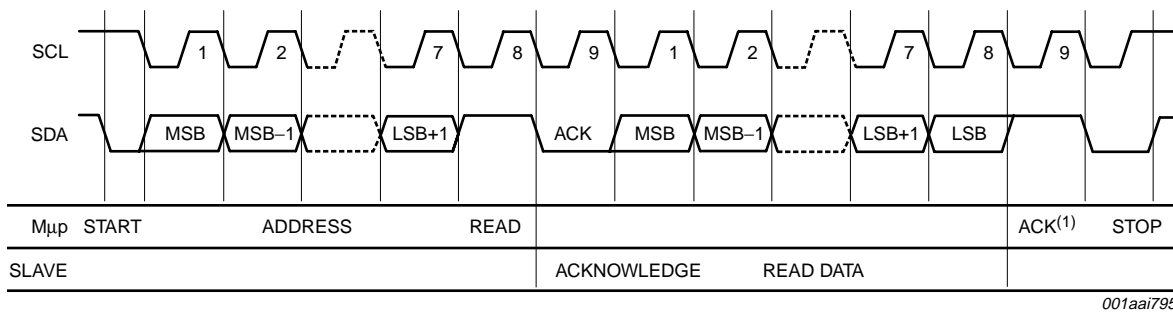 SCL 1 2 7 8 9 1 2 7 8 9
SDA MSB MSB−1 LSB+1 ACK MSB MSB−1 LSB+1 LSB
Mµp START ADDRESS READ ACK(1) STOP
SLAVE ACKNOWLEDGE READ DATA
001aai795